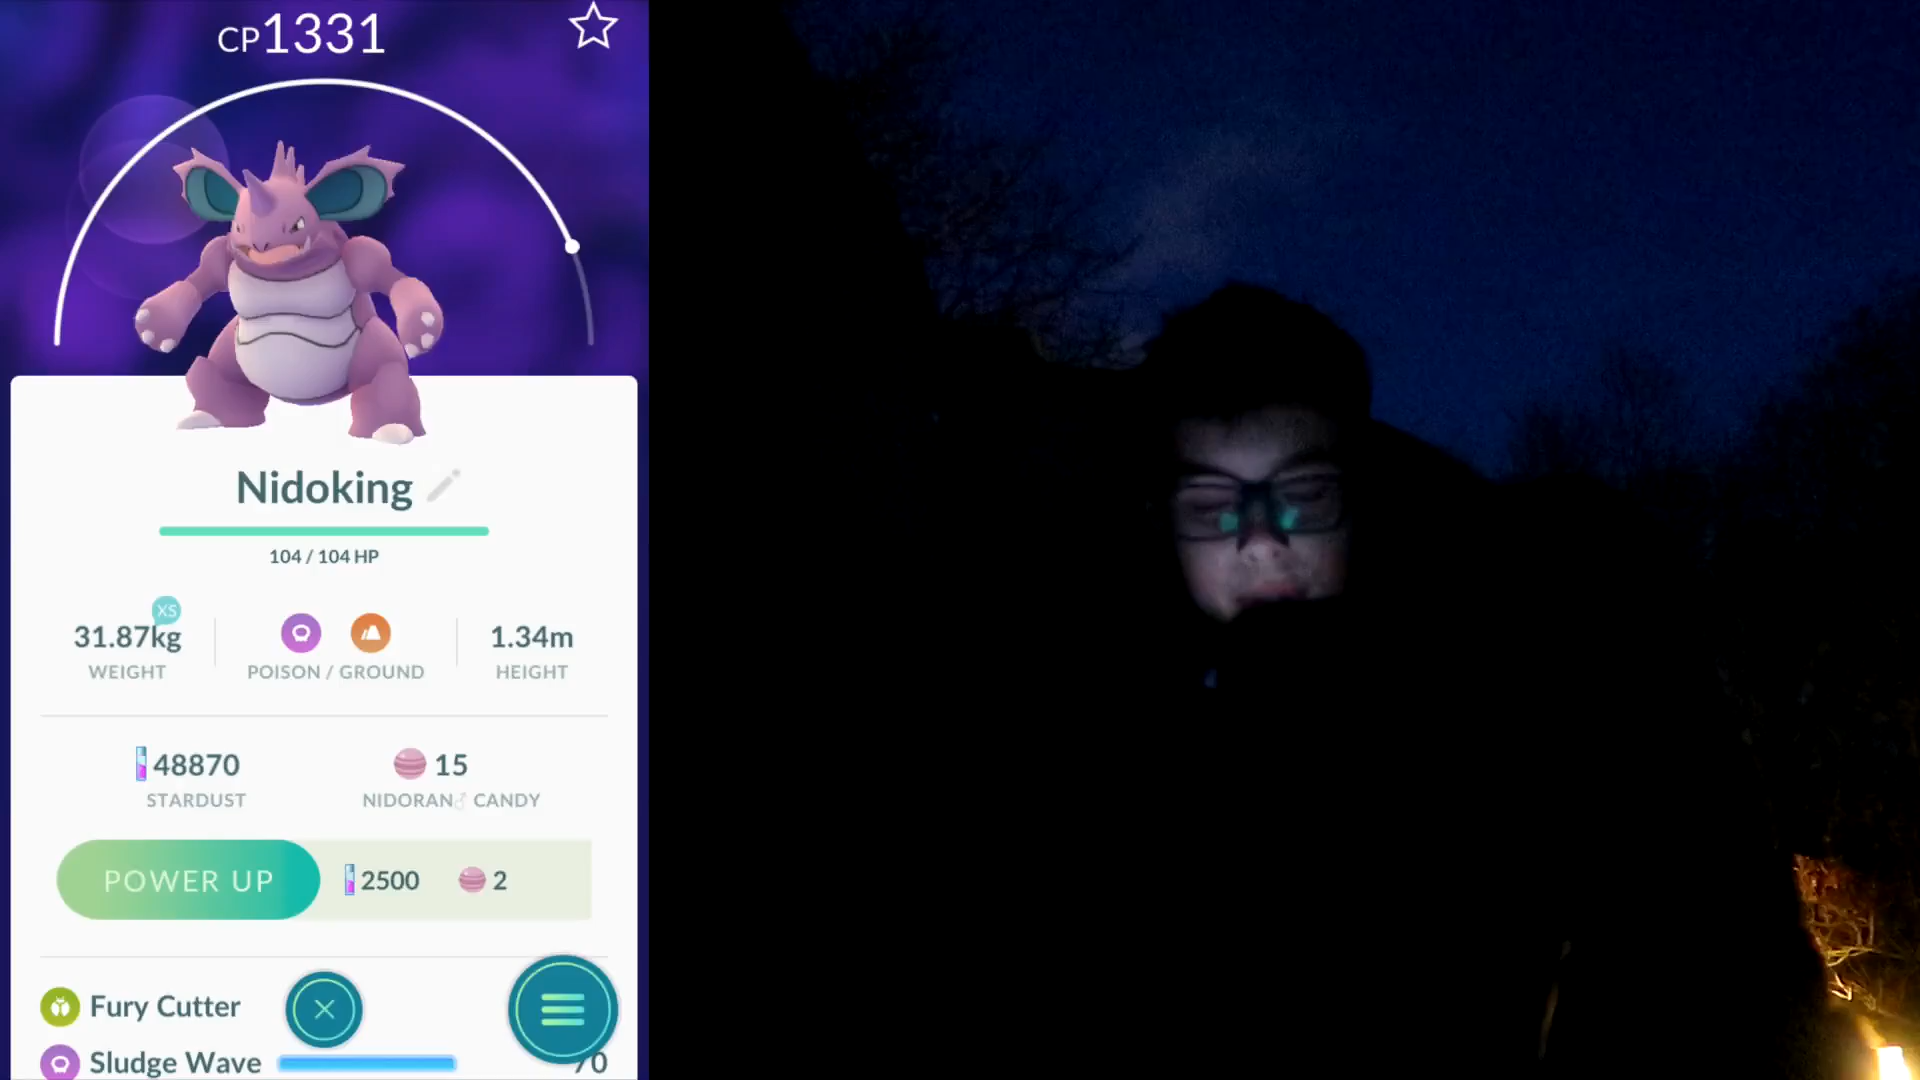 CP1331
Nidoking
104 / 104 HP
XS
31.87kg
WEIGHT
POISON / GROUND
1.34m
HEIGHT
48870
STARDUST
15
NIDORAN♂ CANDY
POWER UP
2500
2
Fury Cutter
Sludge Wave
70